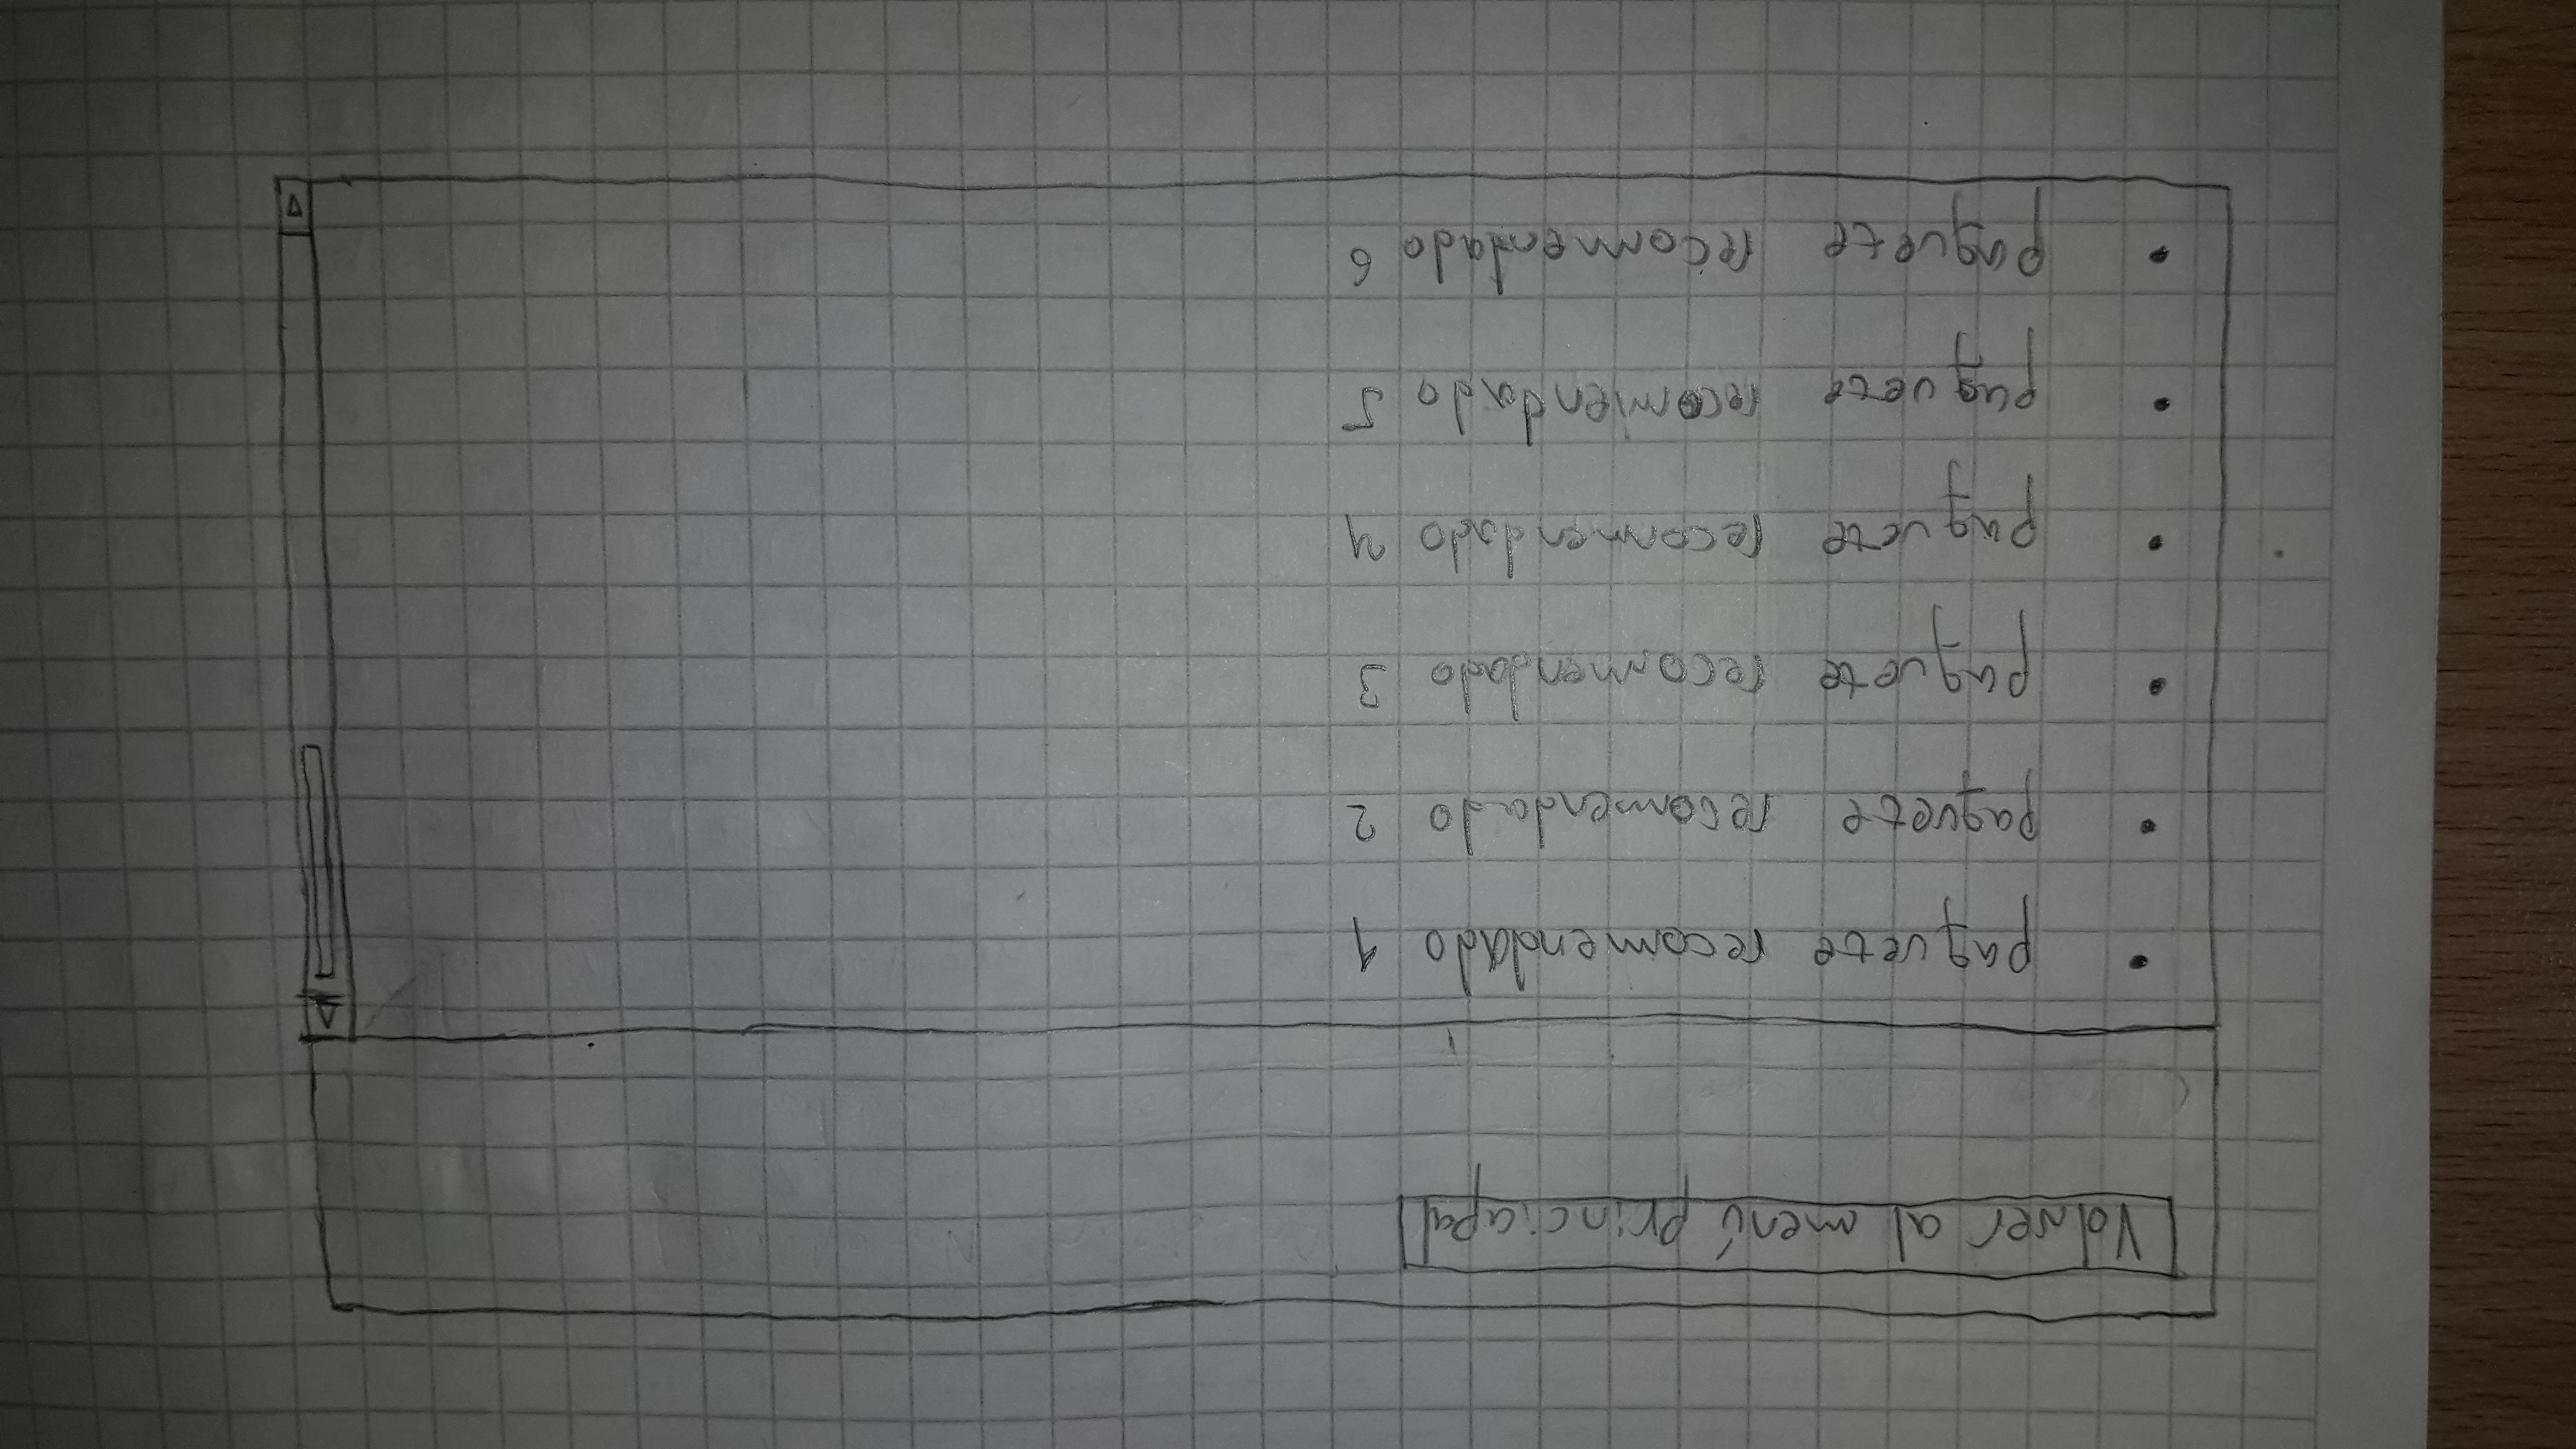 Volver al menú princiapal
• paquete recomendado 1
• paquete recomendado 2
• paquete recomendado 3
• paquete recomendado 4
• paquete recomendado 5
• paquete recomendado 6